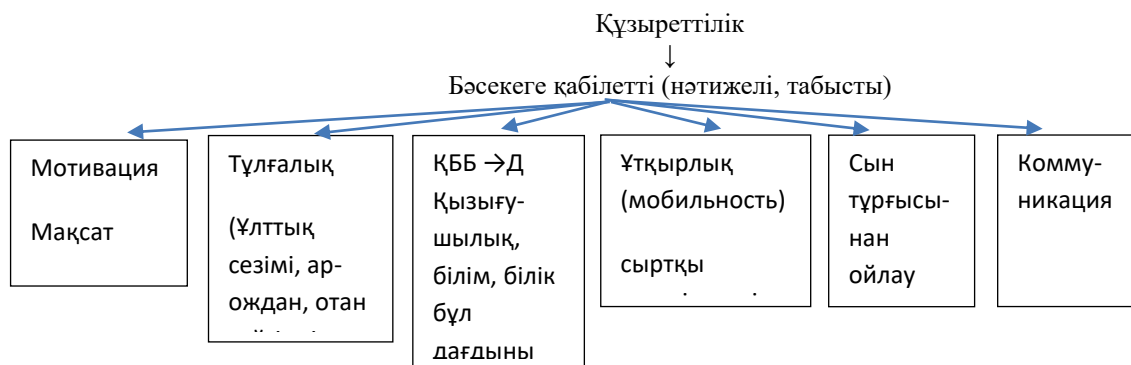 Құзыреттілік
↓
Бәсекеге қабілетті (нәтижелі, табысты)
Мотивация
Мақсат
Тұлғалық
(Ұлттық
сезімі, ар-
ождан, отан
ҚББ →Д
Қызығу-
шылық,
білім, білік
бұл
дағдыны
Ұтқырлық
(мобильность)
сыртқы
Сын
тұрғысы-
нан
ойлау
Комму-
никация